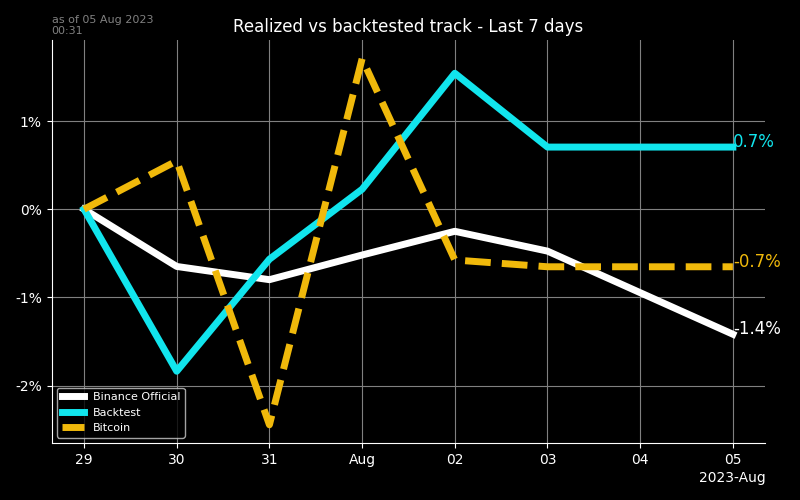 as of 05 Aug 2023
00:31
Realized vs backtested track - Last 7 days
1%
0%
-1%
-2%
0.7%
-0.7%
-1.4%
Binance Official
Backtest
Bitcoin
29 30 31 Aug 02 03 04 05
2023-Aug